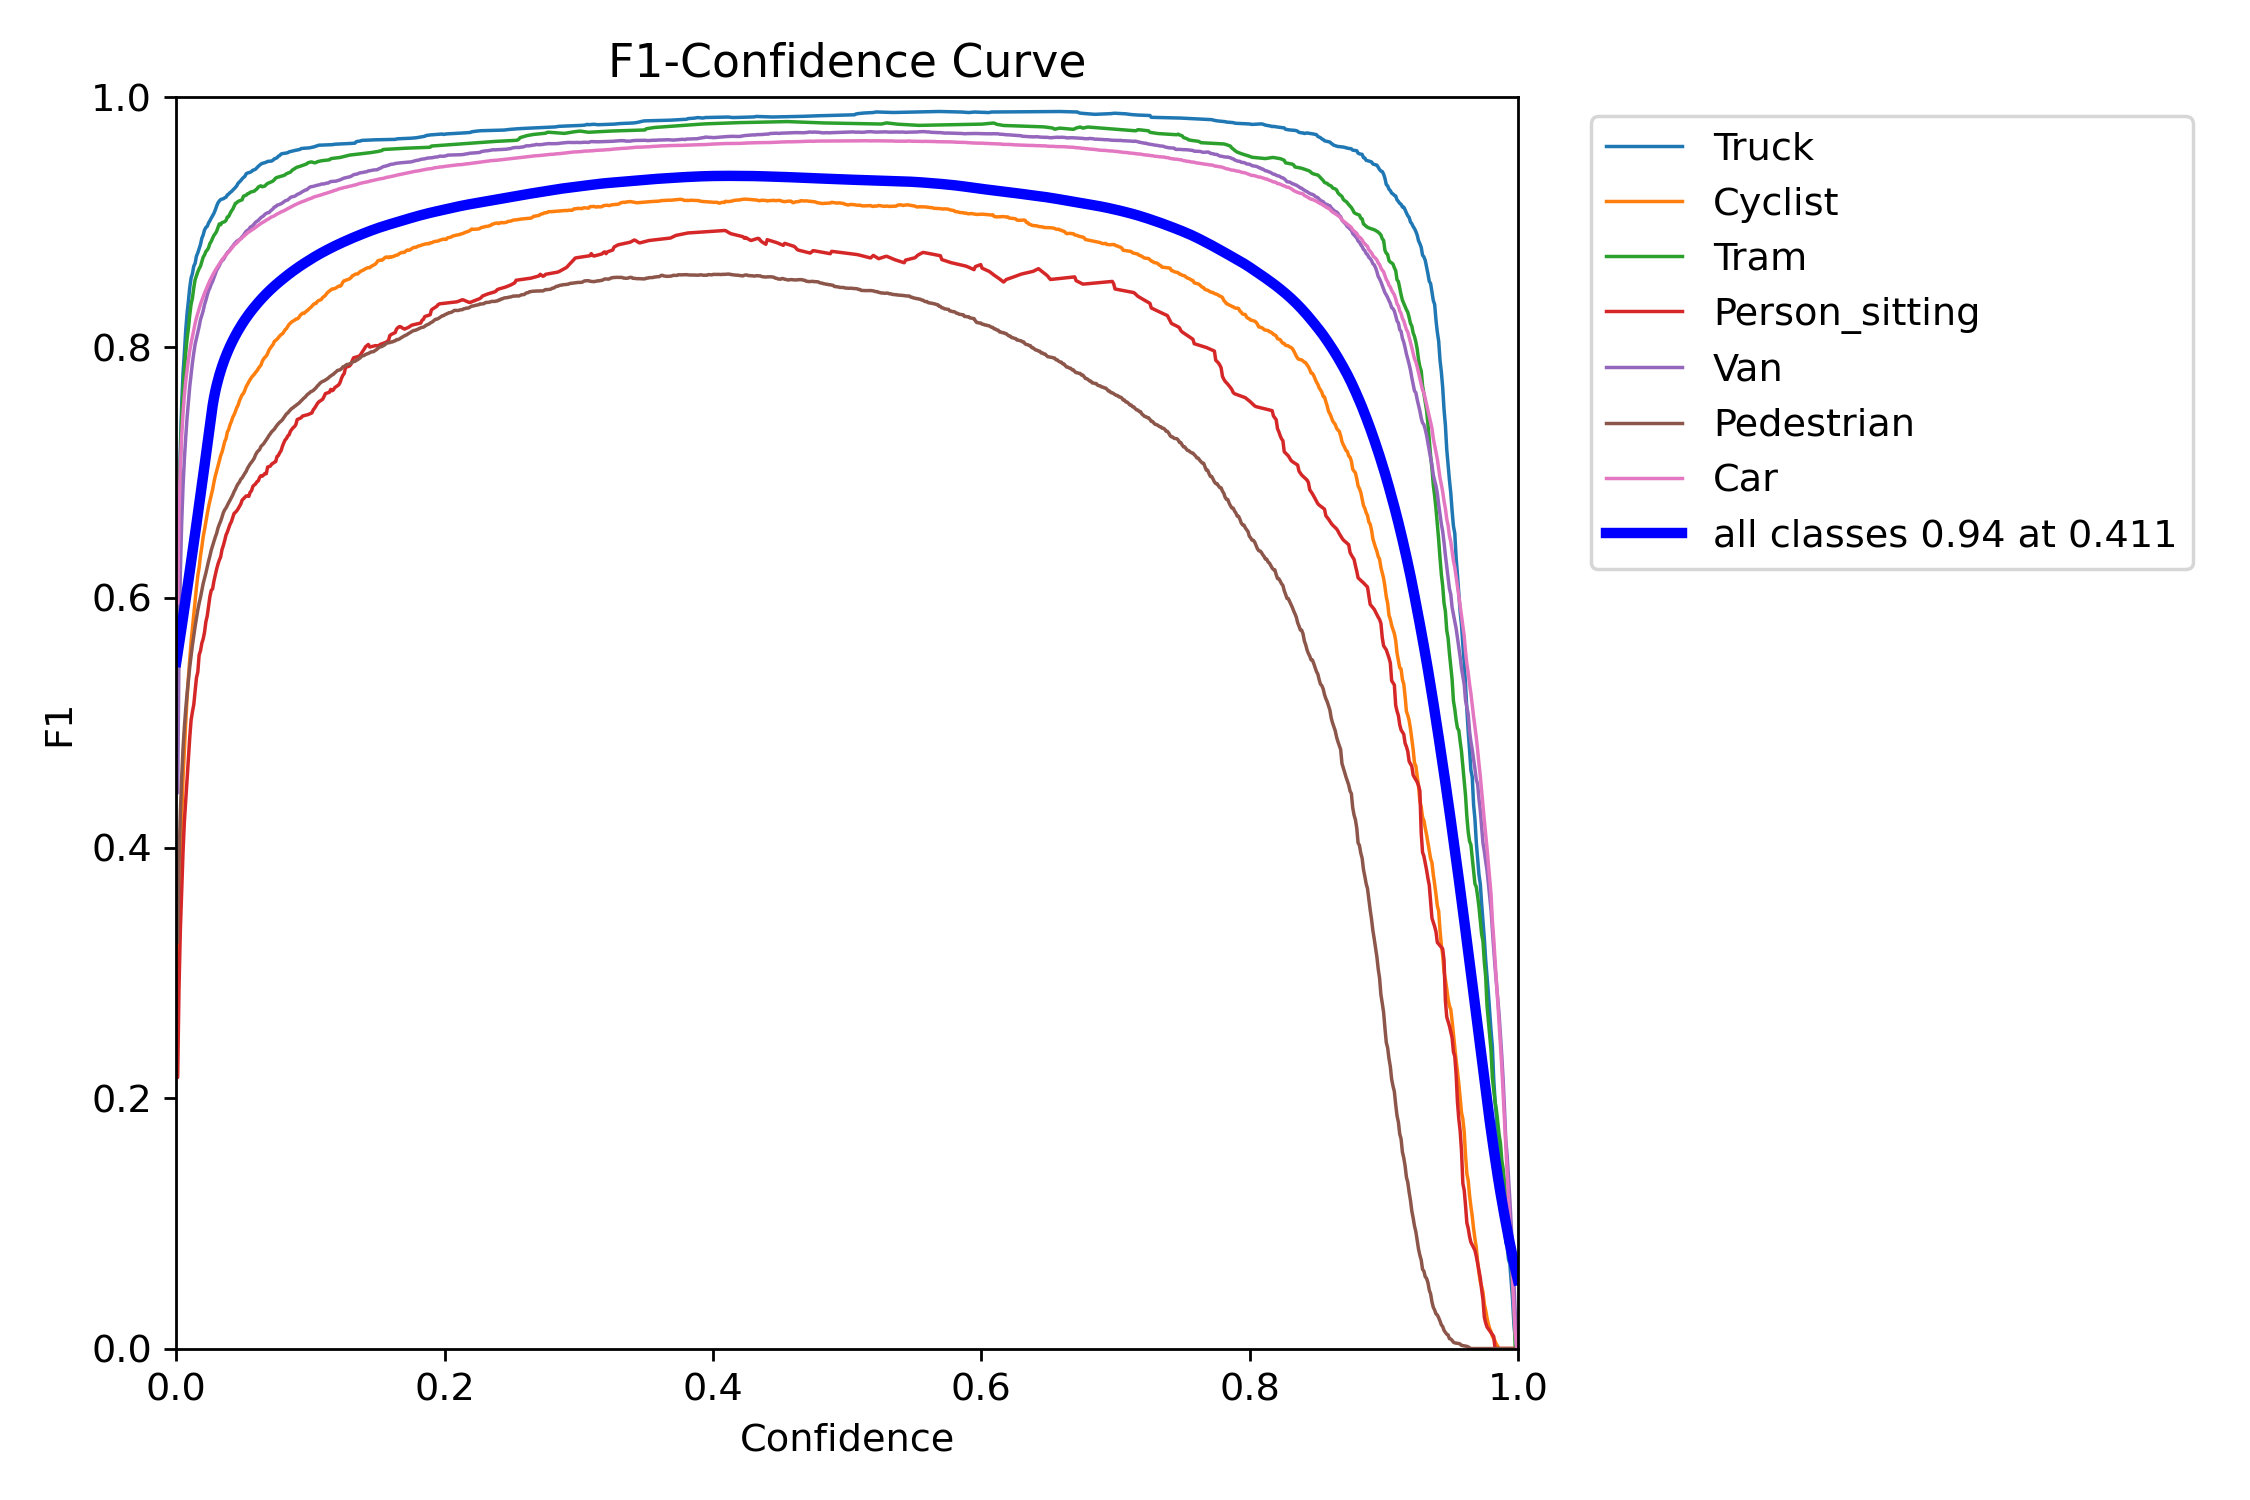 F1-Confidence Curve
1.0
0.8
0.6
0.4
0.2
0.0
F1
0.0 0.2 0.4 0.6 0.8 1.0
Confidence
Truck
Cyclist
Tram
Person_sitting
Van
Pedestrian
Car
all classes 0.94 at 0.411